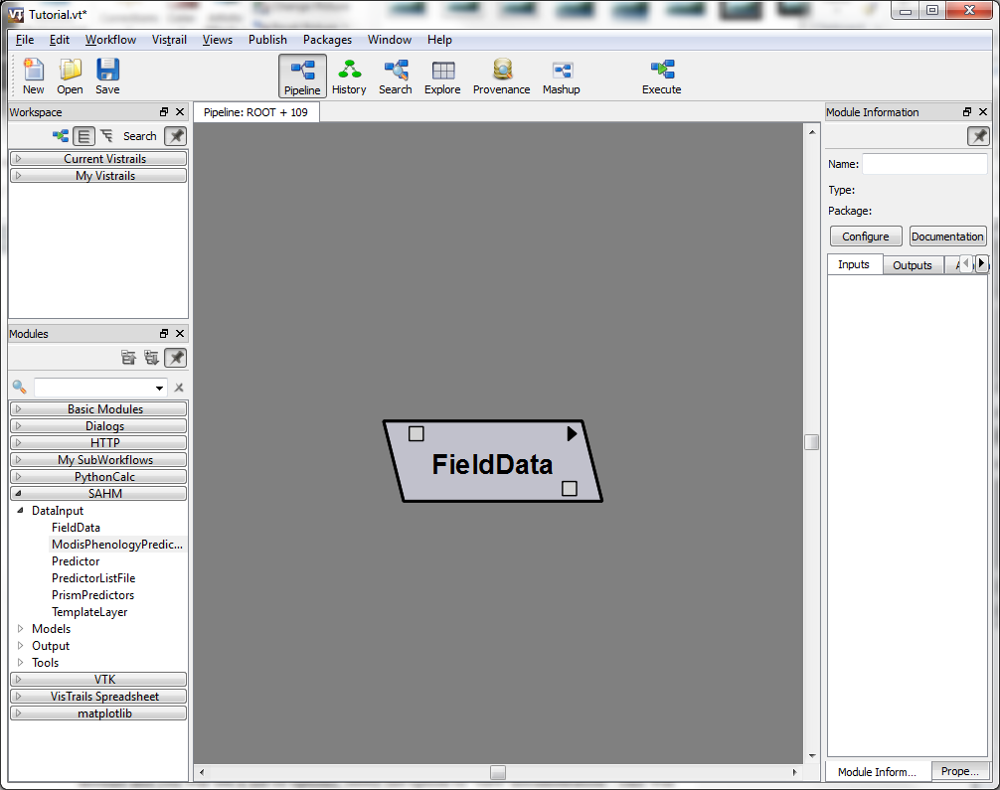 Tutorial.vt*
File Edit Workflow Vistrail Views Publish Packages Window Help
New Open Save Pipeline History Search Explore Provenance Mashup Execute
Workspace
Search
Current Vistrails
My Vistrails
Modules
Basic Modules
Dialogs
HTTP
My SubWorkflows
PythonCalc
SAHM
DataInput
FieldData
ModisPhenologyPredic...
Predictor
PredictorListFile
PrismPredictors
TemplateLayer
Models
Output
Tools
VTK
VisTrails Spreadsheet
matplotlib
Pipeline: ROOT + 109
FieldData
Module Information
Name:
Type:
Package:
Configure Documentation
Inputs Outputs
Module Inform... Prope...